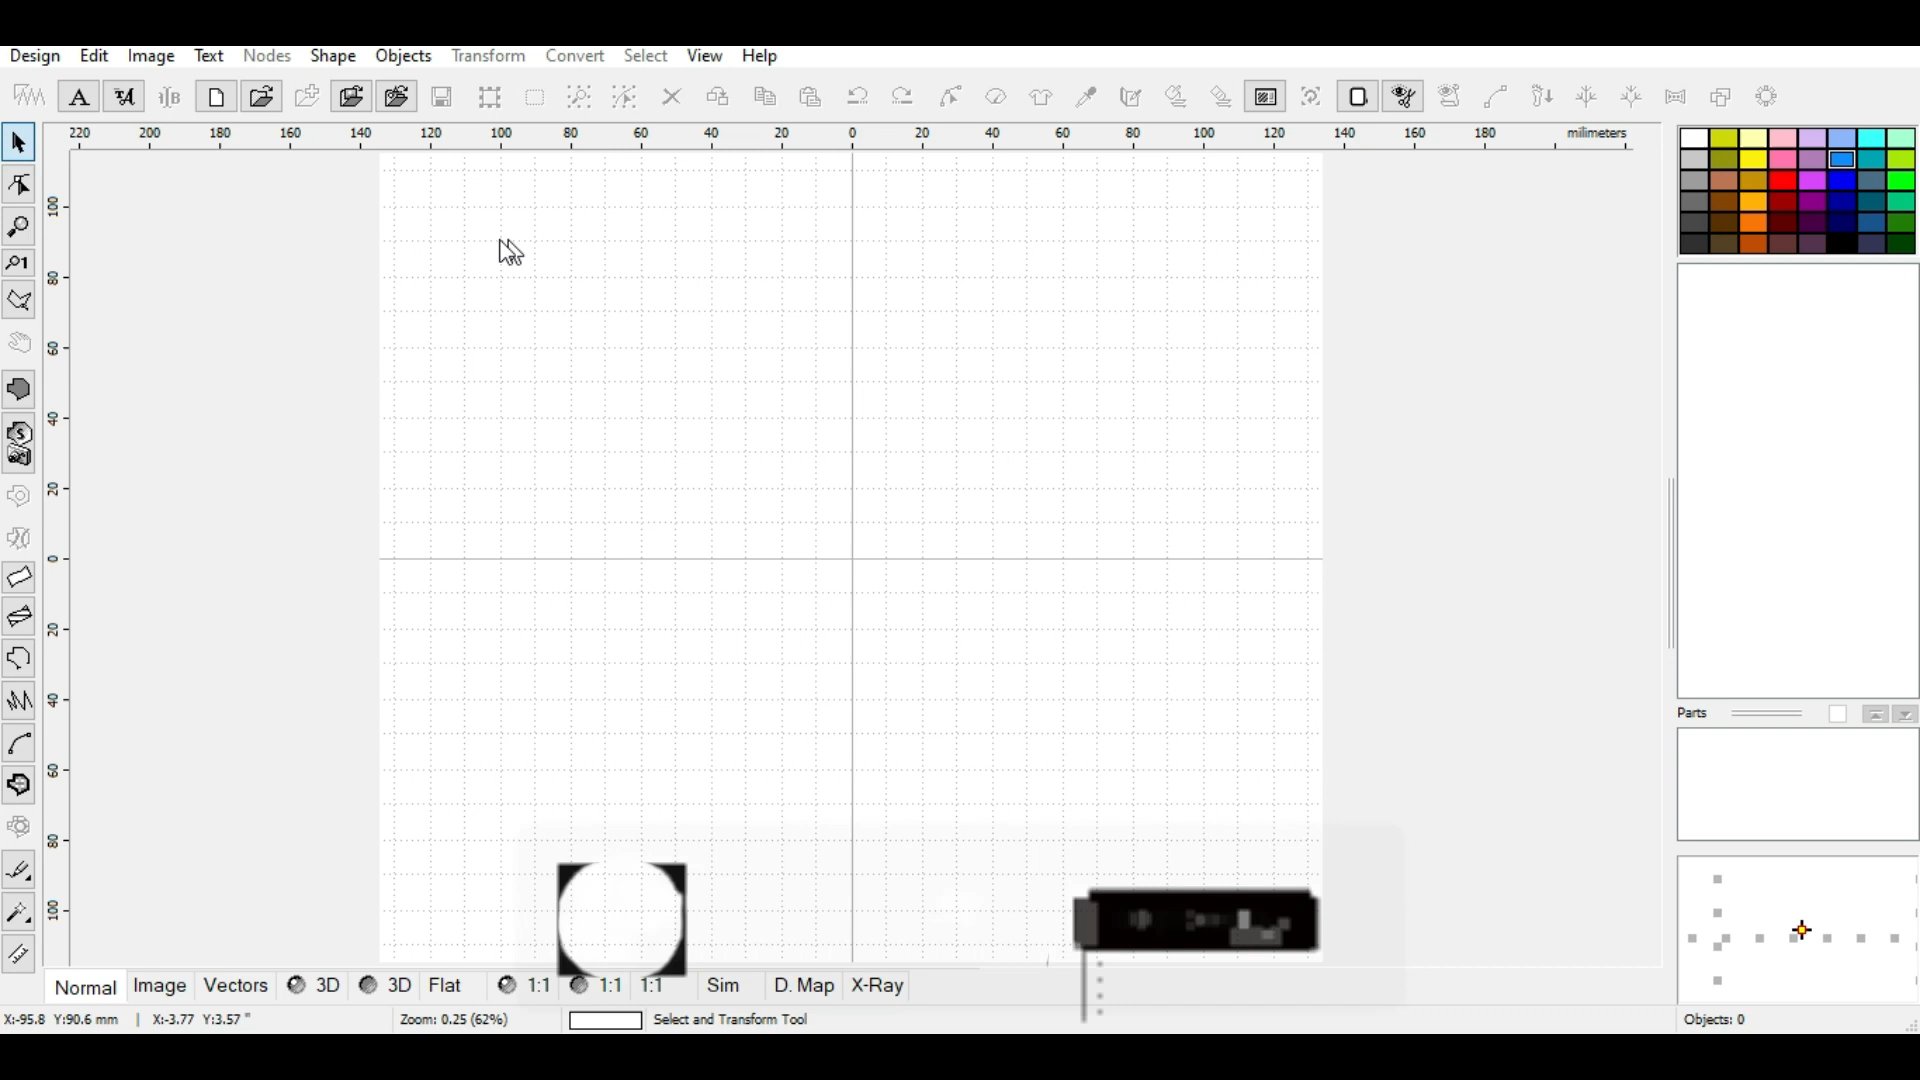 Design Edit Image Text Nodes Shape Objects Transform Convert Select View Help
220 200 180 160 140 120 100 80 60 40 20 0 20 40 60 80 100 120 140 160 180 milimeters
100
80
60
40
20
0
20
40
60
80
100
Parts
Normal Image Vectors 3D 3D Flat 1:1 1:1 1:1 Sim D. Map X-Ray
X:-95.8 Y:90.6 mm | X:-3.77 Y:3.57 " Zoom: 0.25 (62%) Select and Transform Tool Objects: 0